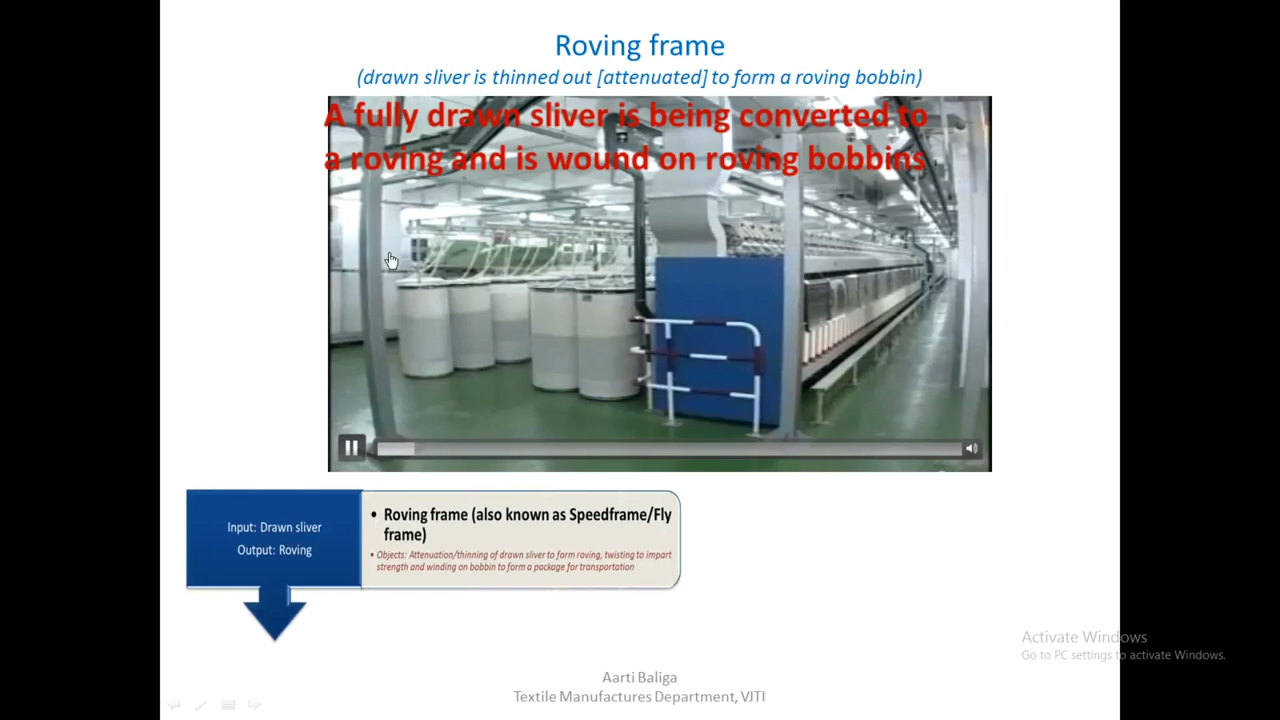 Roving frame
(drawn sliver is thinned out [attenuated] to form a roving bobbin)
A fully drawn sliver is being converted to
a roving and is wound on roving bobbins
Input: Drawn sliver
Output: Roving
• Roving frame (also known as Speedframe/Fly
frame)
• Objects: Attenuation/thinning of drawn sliver to form roving, twisting to impart
strength and winding on bobbin to form a package for transportation
Activate Windows
Go to PC settings to activate Windows.
Aarti Baliga
Textile Manufactures Department, VJTI